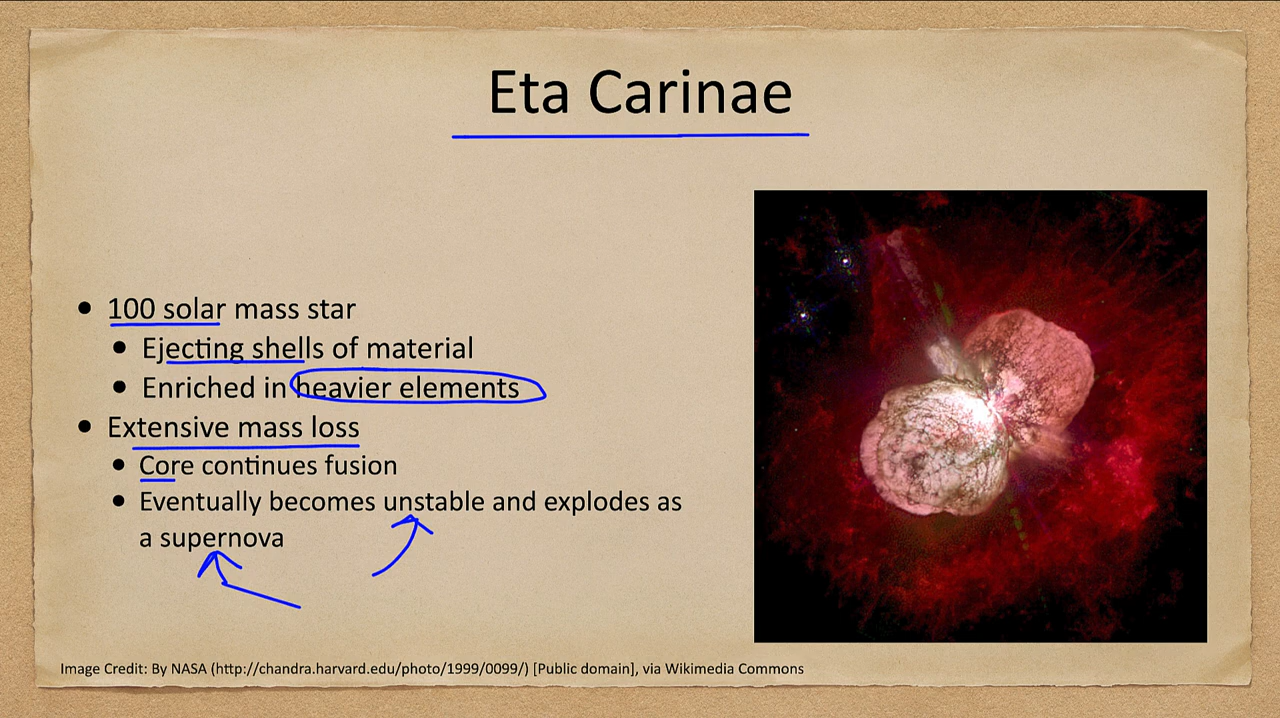 Eta Carinae
• 100 solar mass star
• Ejecting shells of material
• Enriched in heavier elements
• Extensive mass loss
• Core continues fusion
• Eventually becomes unstable and explodes as
a supernova
Image Credit: By NASA (http://chandra.harvard.edu/photo/1999/0099/) [Public domain], via Wikimedia Commons